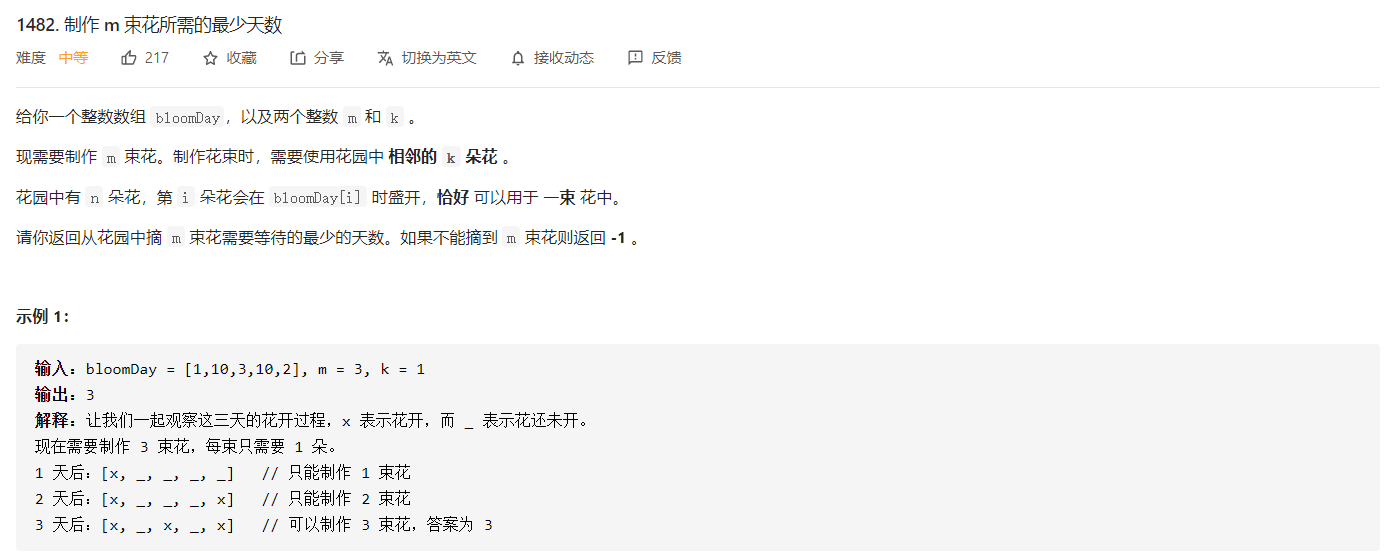 1482. 制作 m 束花所需的最少天数
难度 中等 217 收藏 分享 切换为英文 接收动态 反馈
给你一个整数数组 bloomDay，以及两个整数 m 和 k 。
现需要制作 m 束花。制作花束时，需要使用花园中 相邻的 k 朵花 。
花园中有 n 朵花，第 i 朵花会在 bloomDay[i] 时盛开，恰好 可以用于 一束 花中。
请你返回从花园中摘 m 束花需要等待的最少的天数。如果不能摘到 m 束花则返回 -1 。
示例 1：
输入：bloomDay = [1,10,3,10,2], m = 3, k = 1
输出：3
解释：让我们一起观察这三天的花开过程，x 表示花开，而 _ 表示花还未开。
现在需要制作 3 束花，每束只需要 1 朵。
1 天后：[x, _, _, _, _]   // 只能制作 1 束花
2 天后：[x, _, _, _, x]   // 只能制作 2 束花
3 天后：[x, _, x, _, x]   // 可以制作 3 束花，答案为 3